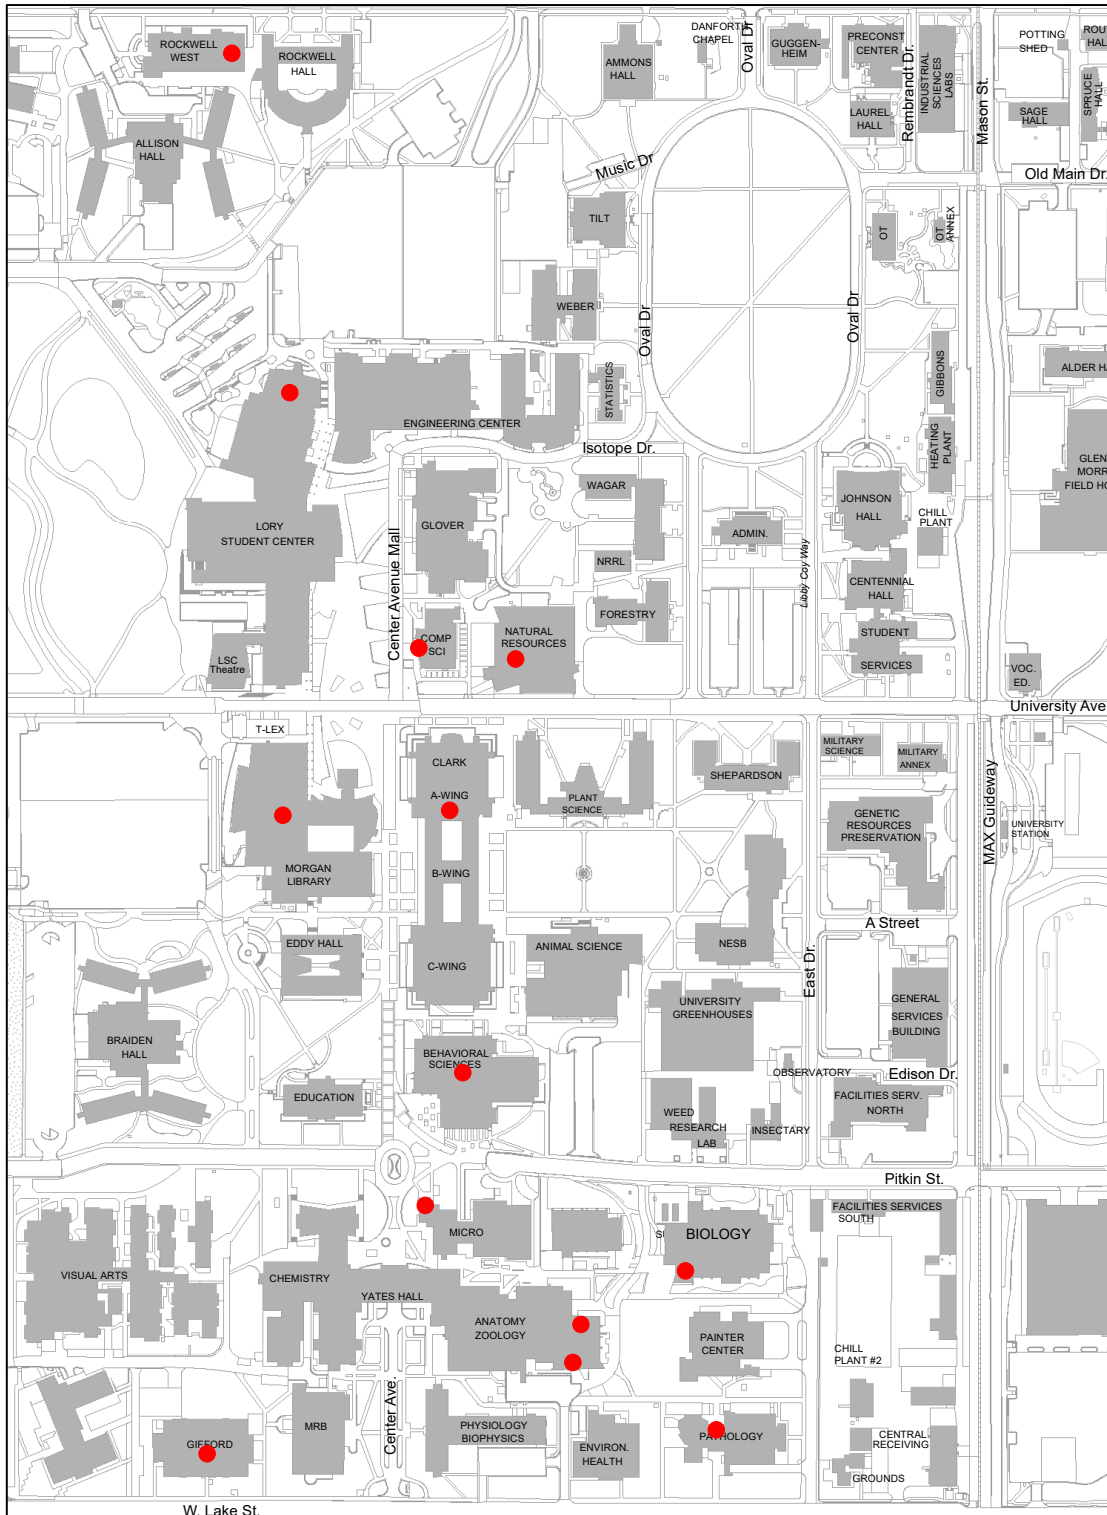 ROCKWELL
WEST
ROCKWELL
HALL
ALLISON
HALL
AMMONS
HALL
DANFORTH
CHAPEL
Oval Dr
GUGGEN-
HEIM
PRECONST
CENTER
Rembrandt Dr.
INDUSTRIAL
SCIENCES
LABS
LAUREL
HALL
Mason St.
POTTING
SHED
SAGE
HALL
SPRUCE
HALL
Old Main Dr.
Music Dr
TILT
OT
OT
ANNEX
WEBER
Oval Dr
Oval Dr
STATISTICS
GIBBONS
ENGINEERING CENTER
Isotope Dr.
HEATING
PLANT
WAGAR
GLOVER
JOHNSON
HALL
CHILL
PLANT
LORY
STUDENT CENTER
Center Avenue Mall
ADMIN.
Libby Coy Way
NRRL
CENTENNIAL
HALL
FORESTRY
COMP
SCI
NATURAL
RESOURCES
STUDENT
SERVICES
LSC
Theatre
VOC.
ED.
University Ave
T-LEX
CLARK
A-WING
B-WING
C-WING
PLANT
SCIENCE
SHEPARDSON
MILITARY
SCIENCE
MILITARY
ANNEX
GENETIC
RESOURCES
PRESERVATION
MAX Guideway
UNIVERSITY
STATION
MORGAN
LIBRARY
A Street
EDDY HALL
ANIMAL SCIENCE
NESB
East Dr.
UNIVERSITY
GREENHOUSES
GENERAL
SERVICES
BUILDING
BRAIDEN
HALL
BEHAVIORAL
SCIENCES
OBSERVATORY
Edison Dr.
EDUCATION
WEED
RESEARCH
LAB
INSECTARY
FACILITIES SERV.
NORTH
Pitkin St.
FACILITIES SERVICES
SOUTH
MICRO
BIOLOGY
VISUAL ARTS
CHEMISTRY
YATES HALL
ANATOMY
ZOOLOGY
PAINTER
CENTER
CHILL
PLANT #2
Center Ave.
GIFFORD
MRB
PHYSIOLOGY
BIOPHYSICS
ENVIRON.
HEALTH
PATHOLOGY
CENTRAL
RECEIVING
GROUNDS
W. Lake St.